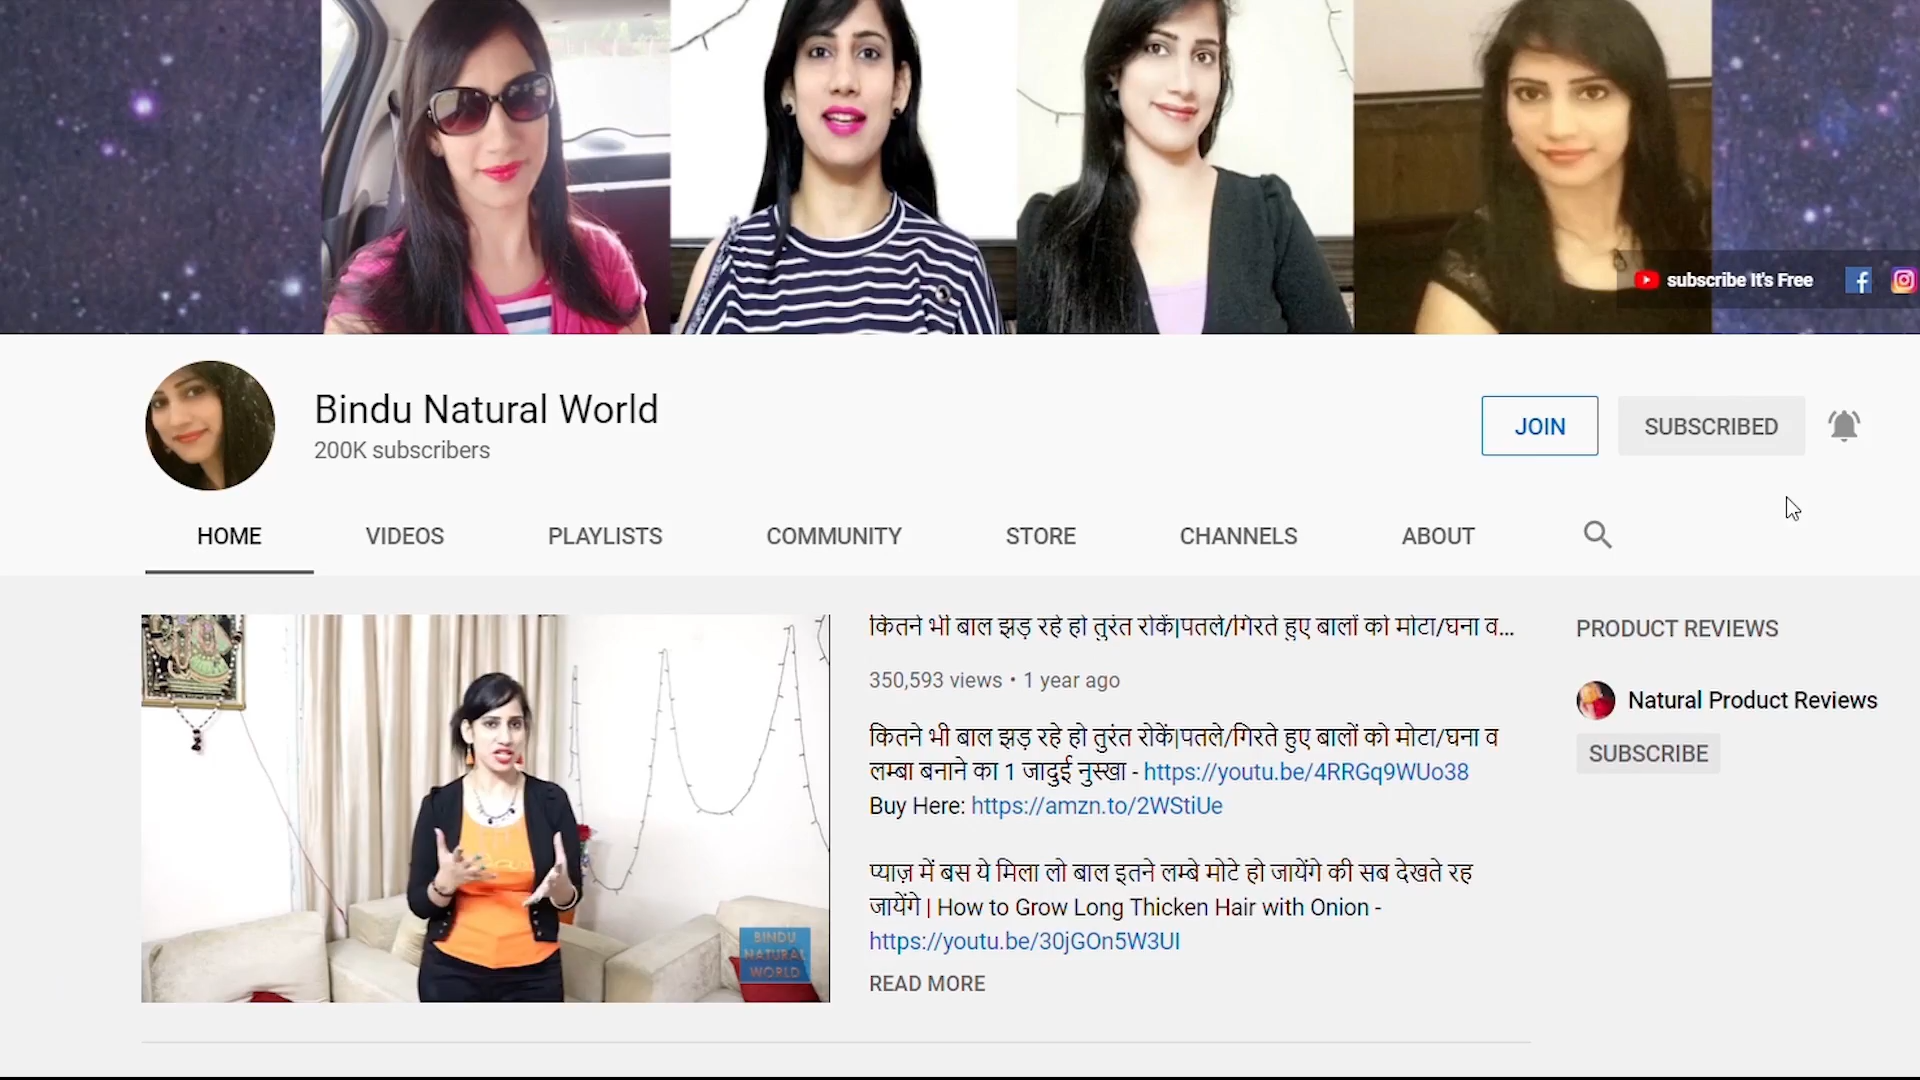 subscribe It's Free
Bindu Natural World
200K subscribers
JOIN
SUBSCRIBED
HOME
VIDEOS
PLAYLISTS
COMMUNITY
STORE
CHANNELS
ABOUT
कितने भी बाल झड़ रहे हो तुरंत रोकें|पतले/गिरते हुए बालों को मोटा/घना व...
350,593 views • 1 year ago
कितने भी बाल झड़ रहे हो तुरंत रोकें|पतले/गिरते हुए बालों को मोटा/घना व
लम्बा बनाने का 1 जादुई नुस्खा - https://youtu.be/4RRGq9WUo38
Buy Here: https://amzn.to/2WStiUe
प्याज़ में बस ये मिला लो बाल इतने लम्बे मोटे हो जायेंगे की सब देखते रह
जायेंगे | How to Grow Long Thicken Hair with Onion -
https://youtu.be/30jGOn5W3UI
READ MORE
BINDU
NATURAL
WORLD
PRODUCT REVIEWS
Natural Product Reviews
SUBSCRIBE